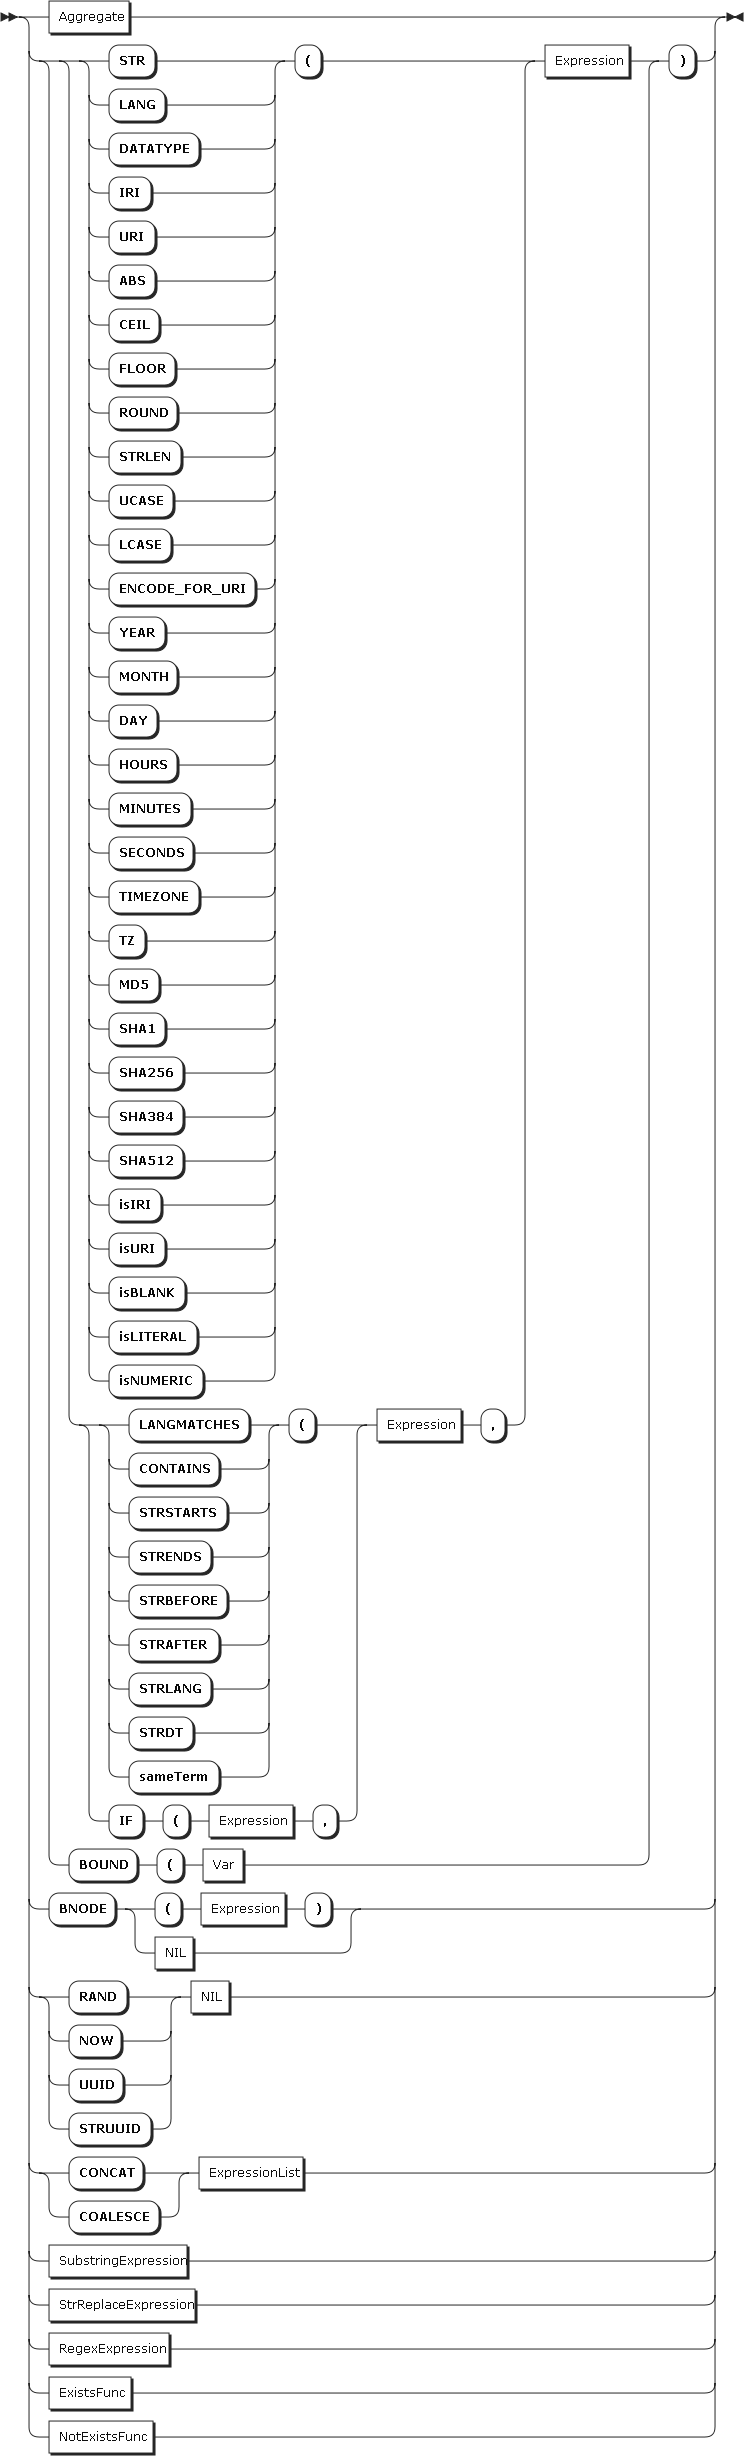 Aggregate
STR ( Expression )
LANG
DATATYPE
IRI
URI
ABS
CEIL
FLOOR
ROUND
STRLEN
UCASE
LCASE
ENCODE_FOR_URI
YEAR
MONTH
DAY
HOURS
MINUTES
SECONDS
TIMEZONE
TZ
MD5
SHA1
SHA256
SHA384
SHA512
isIRI
isURI
isBLANK
isLITERAL
isNUMERIC
LANGMATCHES ( Expression ,
CONTAINS
STRSTARTS
STRENDS
STRBEFORE
STRAFTER
STRLANG
STRDT
sameTerm
IF ( Expression ,
BOUND ( Var
BNODE ( Expression )
NIL
RAND NIL
NOW
UUID
STRUUID
CONCAT ExpressionList
COALESCE
SubstringExpression
StrReplaceExpression
RegexExpression
ExistsFunc
NotExistsFunc